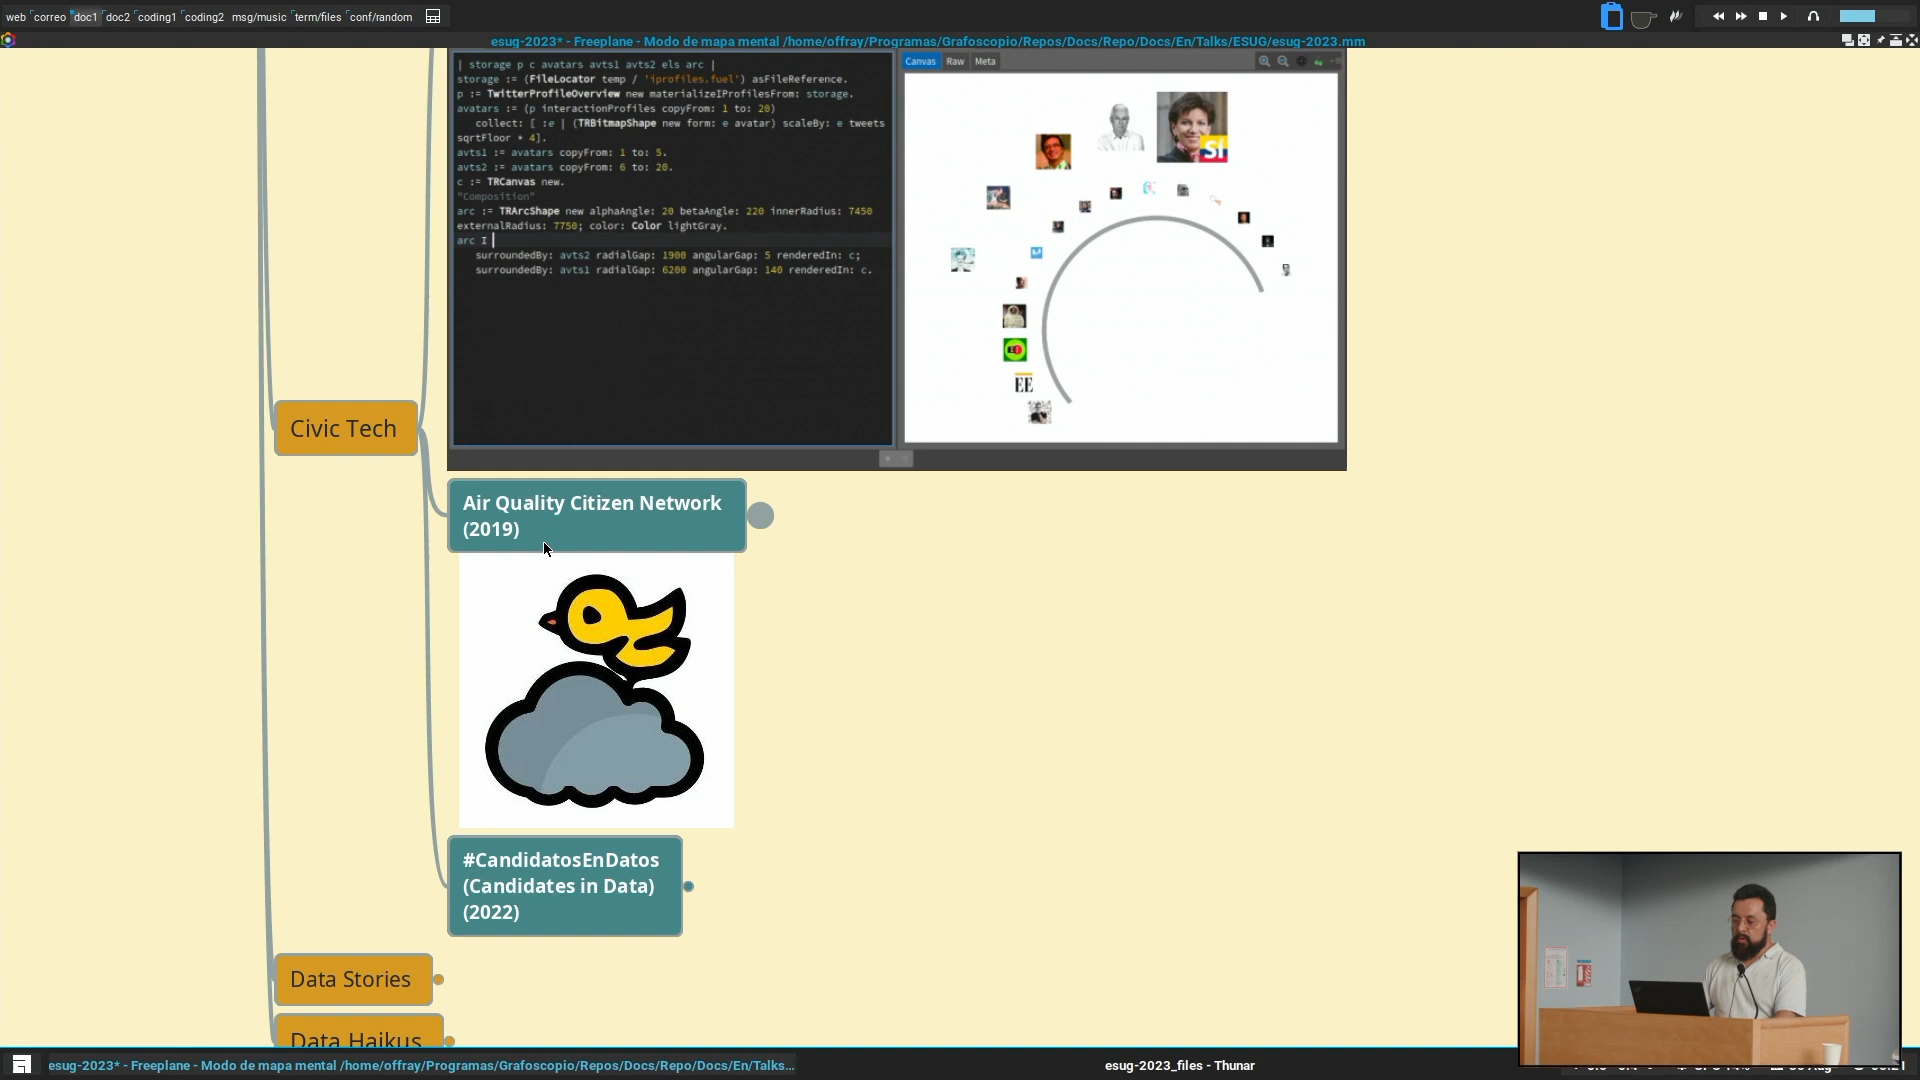 web correo doc1 doc2 coding1 coding2 msg/music term/files conf/random
esug-2023* - Freeplane - Modo de mapa mental /home/offray/Programas/Grafoscopio/Repos/Docs/Repo/Docs/En/Talks/ESUG/esug-2023.mm
| storage p c avatars avts1 avts2 els arc |
storage := (FileLocator temp / 'iprofiles.fuel') asFileReference.
p := TwitterProfileOverview new materializeIProfilesFrom: storage.
avatars := (p interactionProfiles copyFrom: 1 to: 20)
collect: [ :e | (TRBitmapShape new form: e avatar) scaleBy: e tweets
sqrtFloor * 4].
avts1 := avatars copyFrom: 1 to: 5.
avts2 := avatars copyFrom: 6 to: 20.
c := TRCanvas new.
"Composition"
arc := TRArcShape new alphaAngle: 20 betaAngle: 220 innerRadius: 7450
externalRadius: 7750; color: Color lightGray.
arc
surroundedBy: avts2 radialGap: 1900 angularGap: 5 renderedIn: c;
surroundedBy: avts1 radialGap: 6200 angularGap: 140 renderedIn: c.
Canvas Raw Meta
SÍ
EE
Civic Tech
Air Quality Citizen Network
(2019)
#CandidatosEnDatos
(Candidates in Data)
(2022)
Data Stories
Data Haikus
esug-2023* - Freeplane - Modo de mapa mental /home/offray/Programas/Grafoscopio/Repos/Docs/Repo/Docs/En/Talks...
esug-2023_files - Thunar